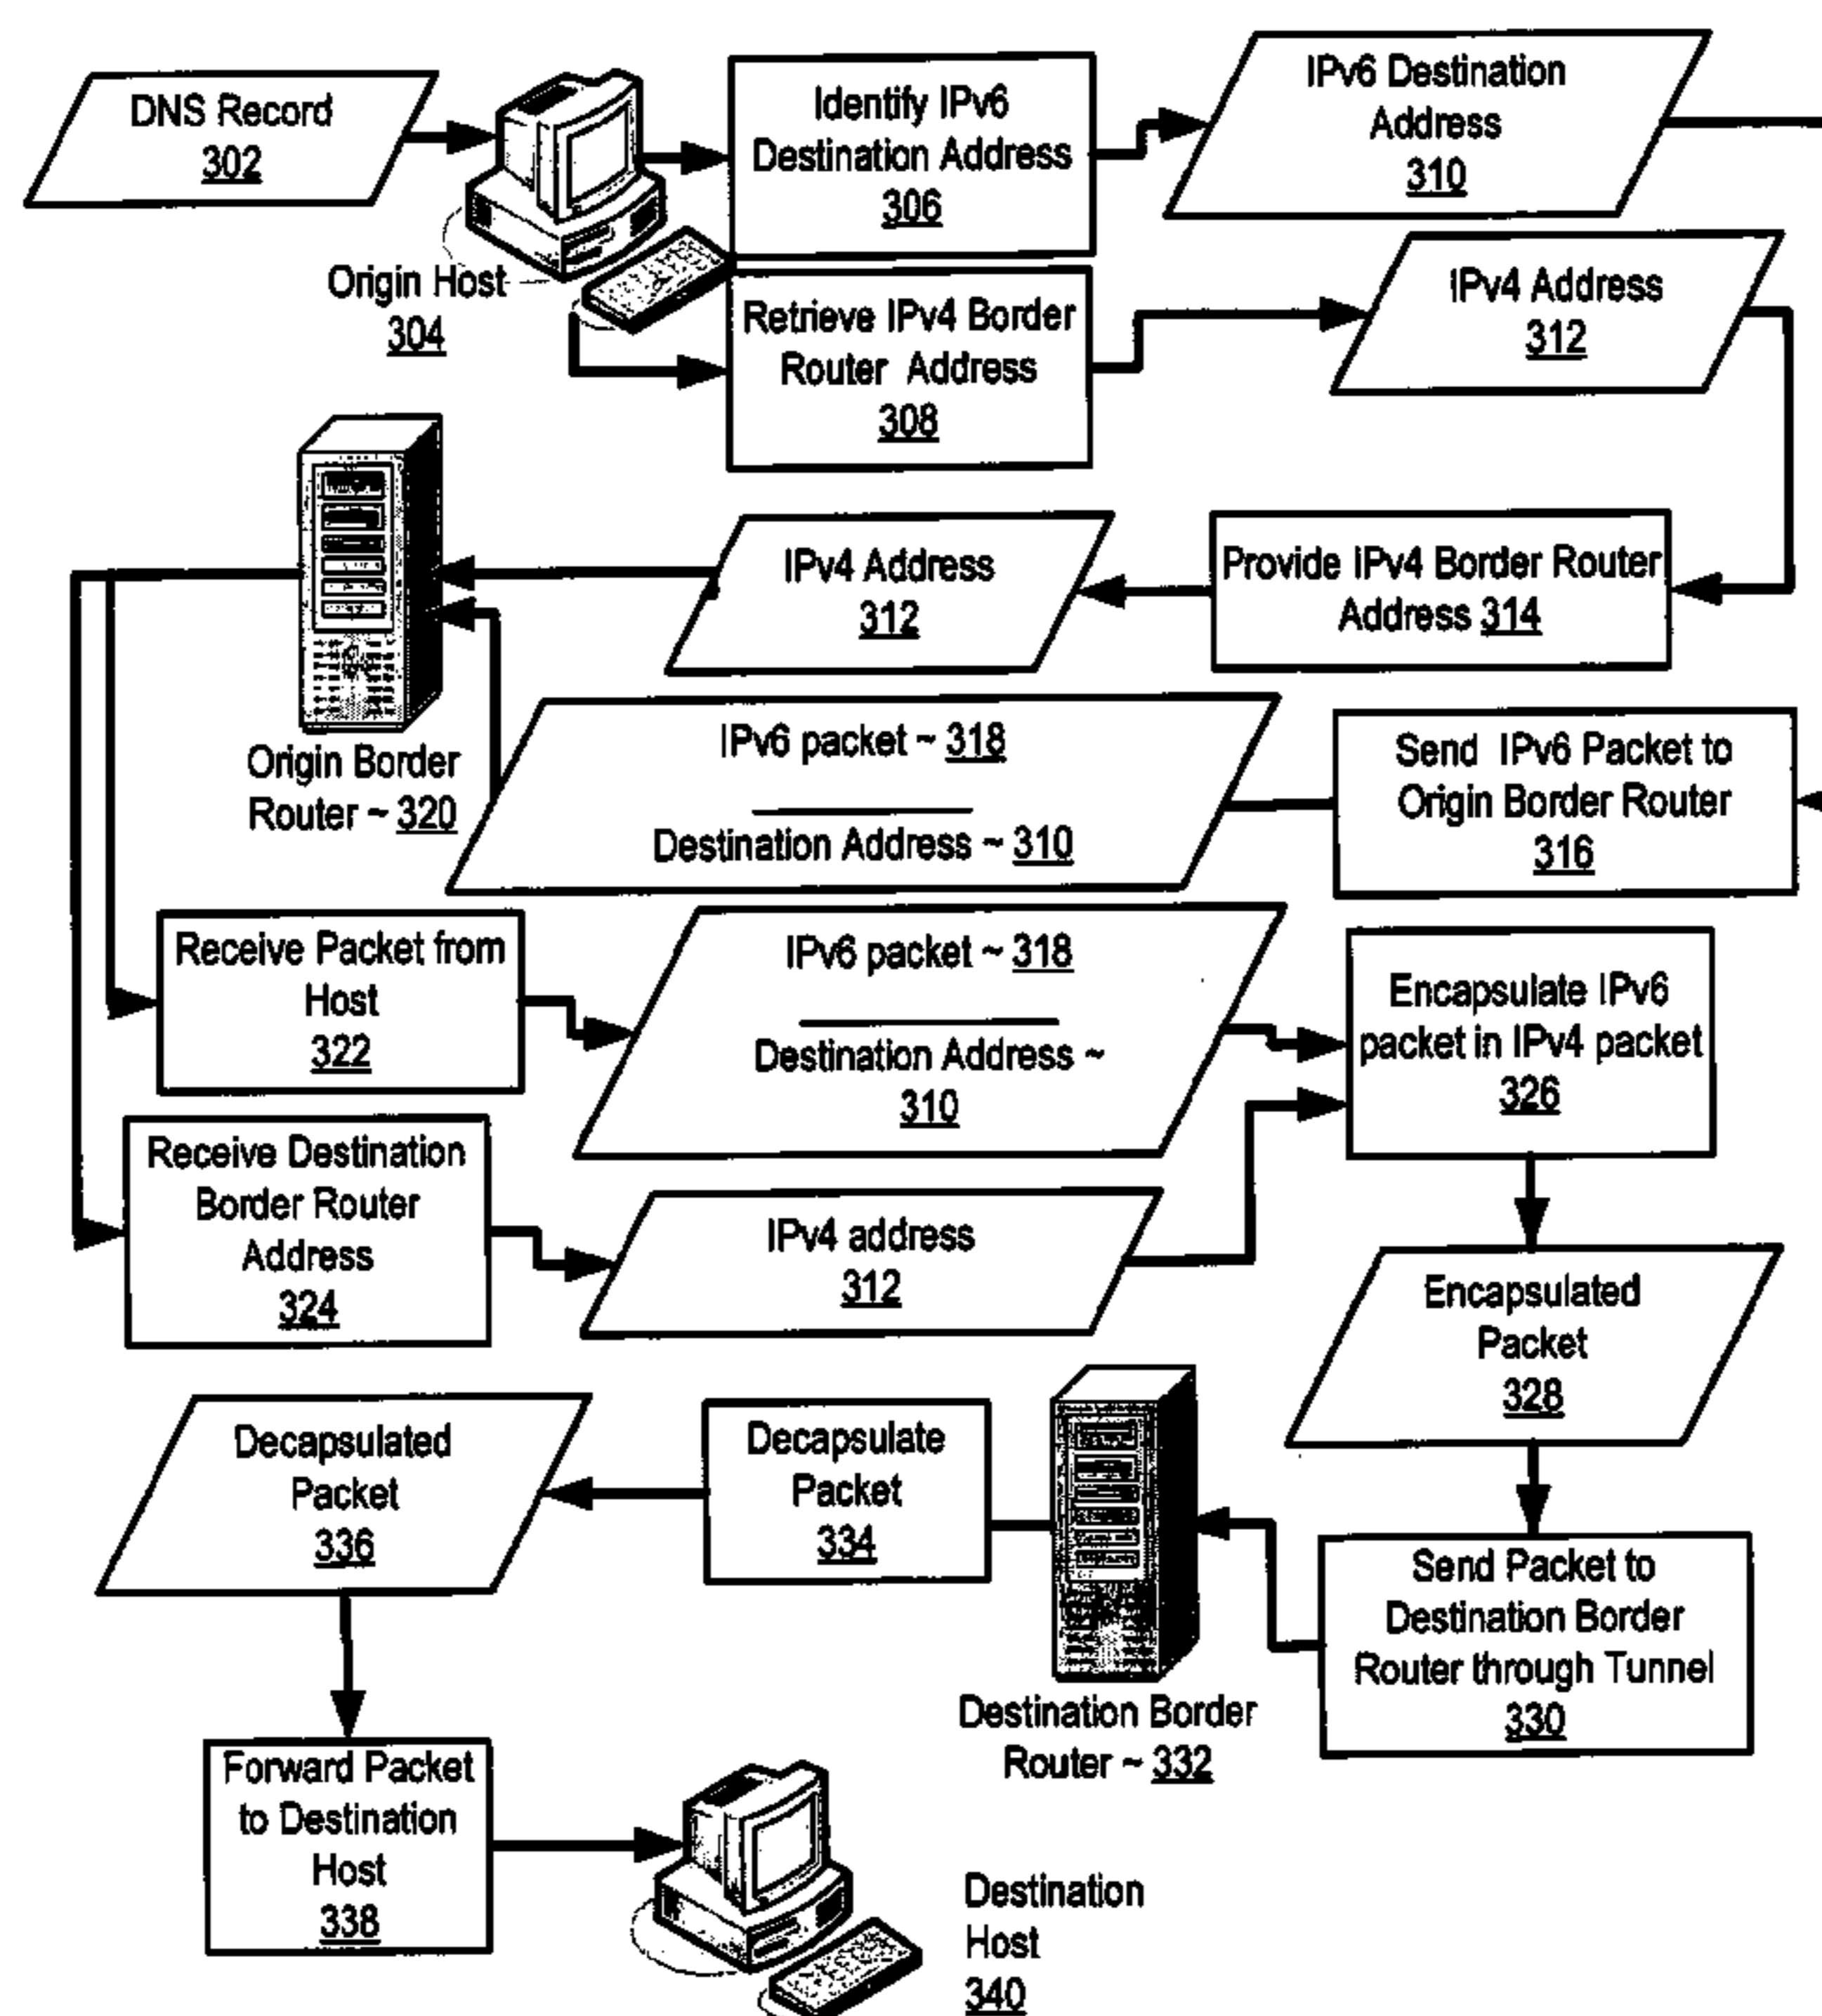 DNS Record
302
Origin Host
304
Identify IPv6
Destination Address
306
IPv6 Destination
Address
310
Retrieve IPv4 Border
Router Address
308
IPv4 Address
312
Provide IPv4 Border Router
Address 314
IPv4 Address
312
Origin Border
Router ~ 320
IPv6 packet ~ 318
Destination Address ~ 310
Send IPv6 Packet to
Origin Border Router
316
Receive Packet from
Host
322
IPv6 packet ~ 318
Destination Address ~
310
Encapsulate IPv6
packet in IPv4 packet
326
Receive Destination
Border Router
Address
324
IPv4 address
312
Encapsulated
Packet
328
Decapsulated
Packet
336
Decapsulate
Packet
334
Destination Border
Router ~ 332
Send Packet to
Destination Border
Router through Tunnel
330
Forward Packet
to Destination
Host
338
Destination
Host
340